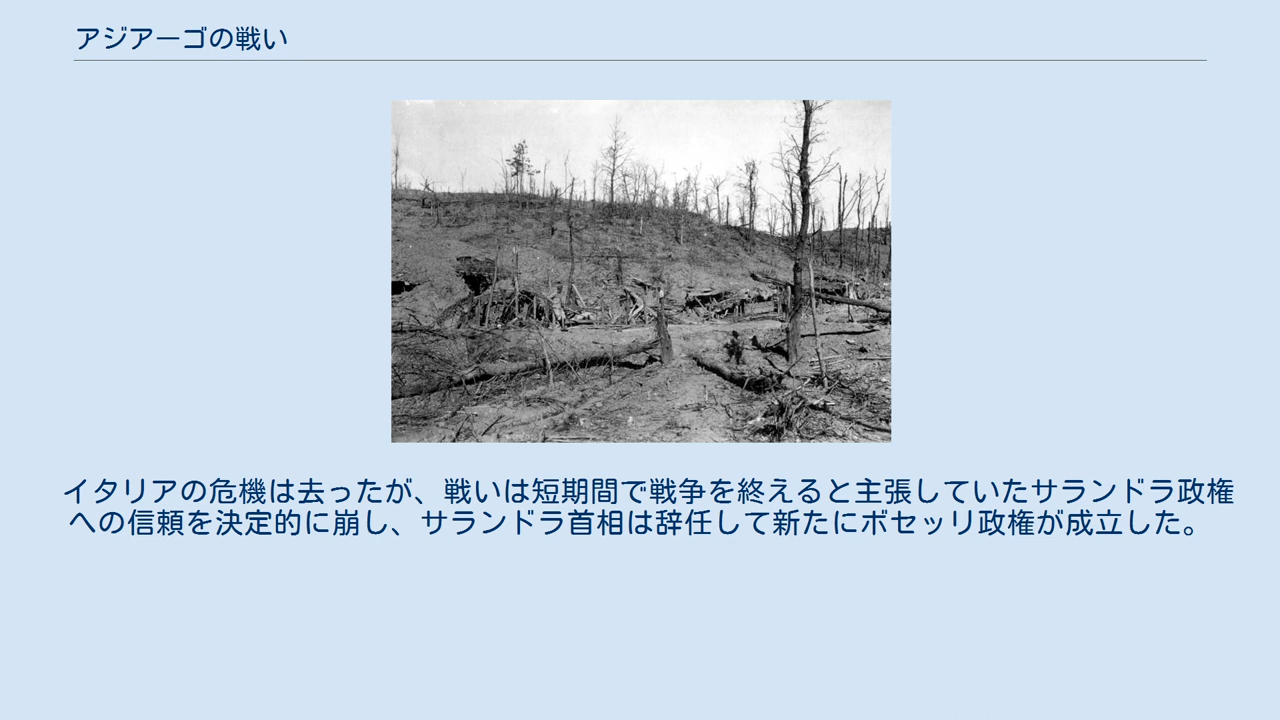 アジアーゴの戦い
イタリアの危機は去ったが、戦いは短期間で戦争を終えると主張していたサランドラ政権
への信頼を決定的に崩し、サランドラ首相は辞任して新たにボセッリ政権が成立した。